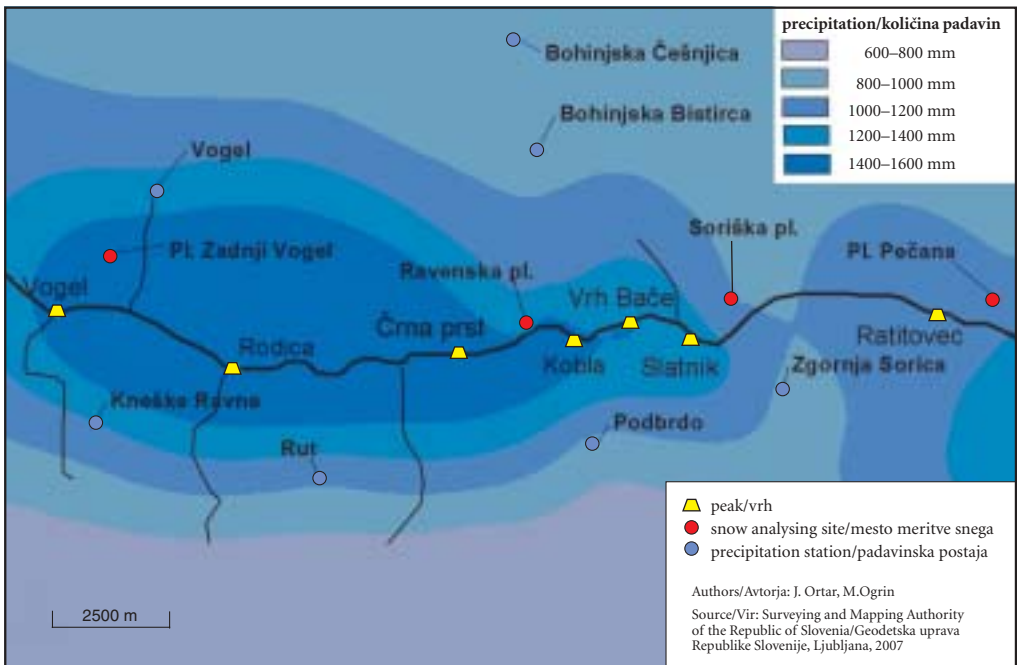 precipitation/količina padavin
600–800 mm
800–1000 mm
1000–1200 mm
1200–1400 mm
1400–1600 mm
Bohinjska Češnjica
Bohinjska Bistirca
Vogel
Soriška pl.
Pl. Zadnji Vogel
Ravenska pl.
Pl. Pečana
Vogel
Vrh Bače
Črna prst
Rodica
Kobla
Slatnik
Ratitovec
Zgornja Sorica
Kneške Ravne
Podbrdo
Rut
peak/vrh
snow analysing site/mesto meritve snega
precipitation station/padavinska postaja
Authors/Avtorja: J. Ortar, M.Ogrin
Source/Vir: Surveying and Mapping Authority
of the Republic of Slovenia/Geodetska uprava
Republike Slovenije, Ljubljana, 2007
2500 m